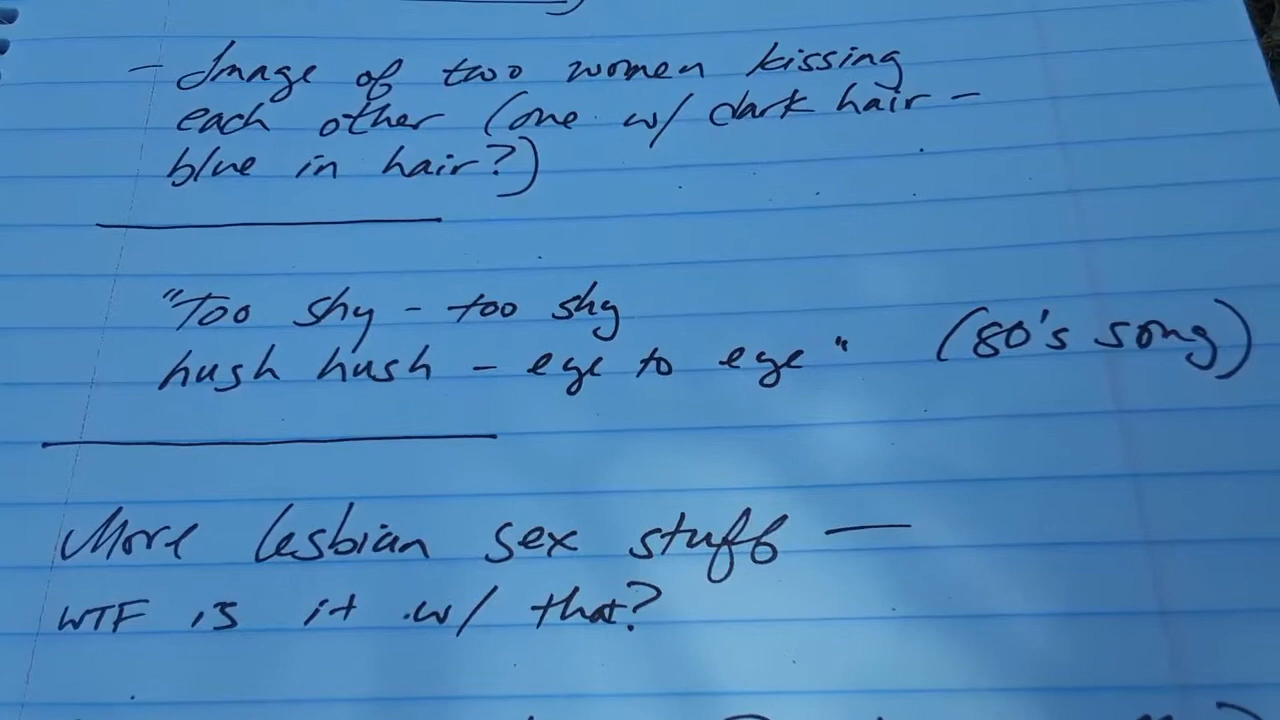 - Image of two women kissing
each other (one w/ dark hair -
blue in hair?)
"Too shy - too shy
hush hush - eye to eye" (80's song)
More lesbian sex stuff —
WTF is it w/ that?